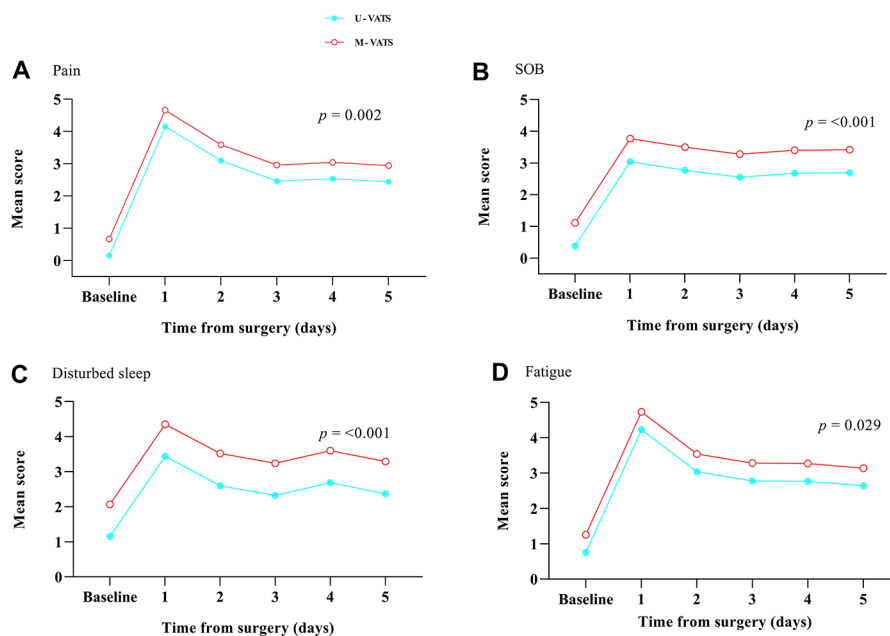 U - VATS
M - VATS
A Pain
p = 0.002
5
4
3
2
1
0
Mean score
Baseline 1 2 3 4 5
Time from surgery (days)
B SOB
p = <0.001
5
4
3
2
1
0
Mean score
Baseline 1 2 3 4 5
Time from surgery (days)
C Disturbed sleep
p = <0.001
5
4
3
2
1
0
Mean score
Baseline 1 2 3 4 5
Time from surgery (days)
D Fatigue
p = 0.029
5
4
3
2
1
0
Mean score
Baseline 1 2 3 4 5
Time from surgery (days)